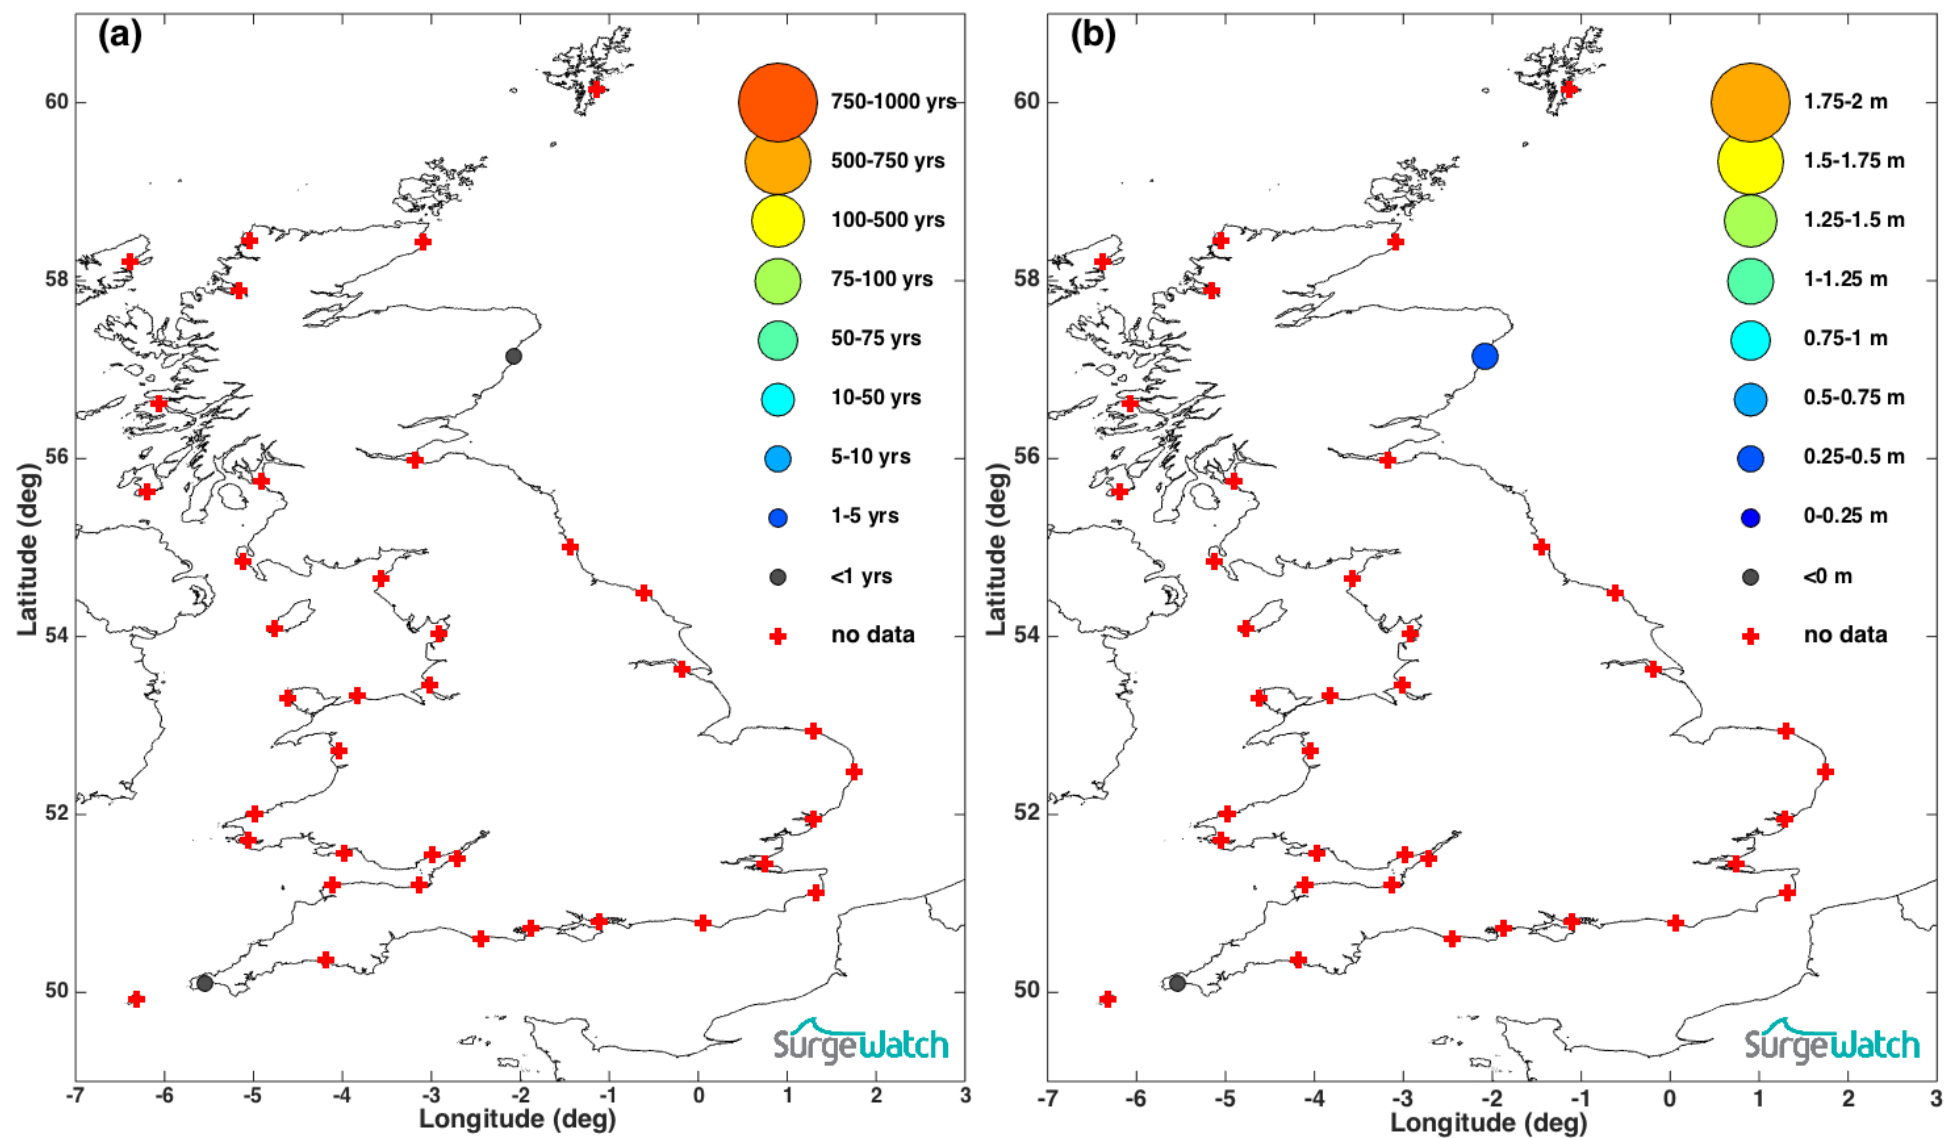 (a)
750-1000 yrs
500-750 yrs
100-500 yrs
75-100 yrs
50-75 yrs
10-50 yrs
5-10 yrs
1-5 yrs
<1 yrs
no data
60
58
56
54
52
50
Latitude (deg)
-7 -6 -5 -4 -3 -2 -1 0 1 2 3
Longitude (deg)
SurgeWatch
(b)
1.75-2 m
1.5-1.75 m
1.25-1.5 m
1-1.25 m
0.75-1 m
0.5-0.75 m
0.25-0.5 m
0-0.25 m
<0 m
no data
60
58
56
54
52
50
Latitude (deg)
-7 -6 -5 -4 -3 -2 -1 0 1 2 3
Longitude (deg)
SurgeWatch